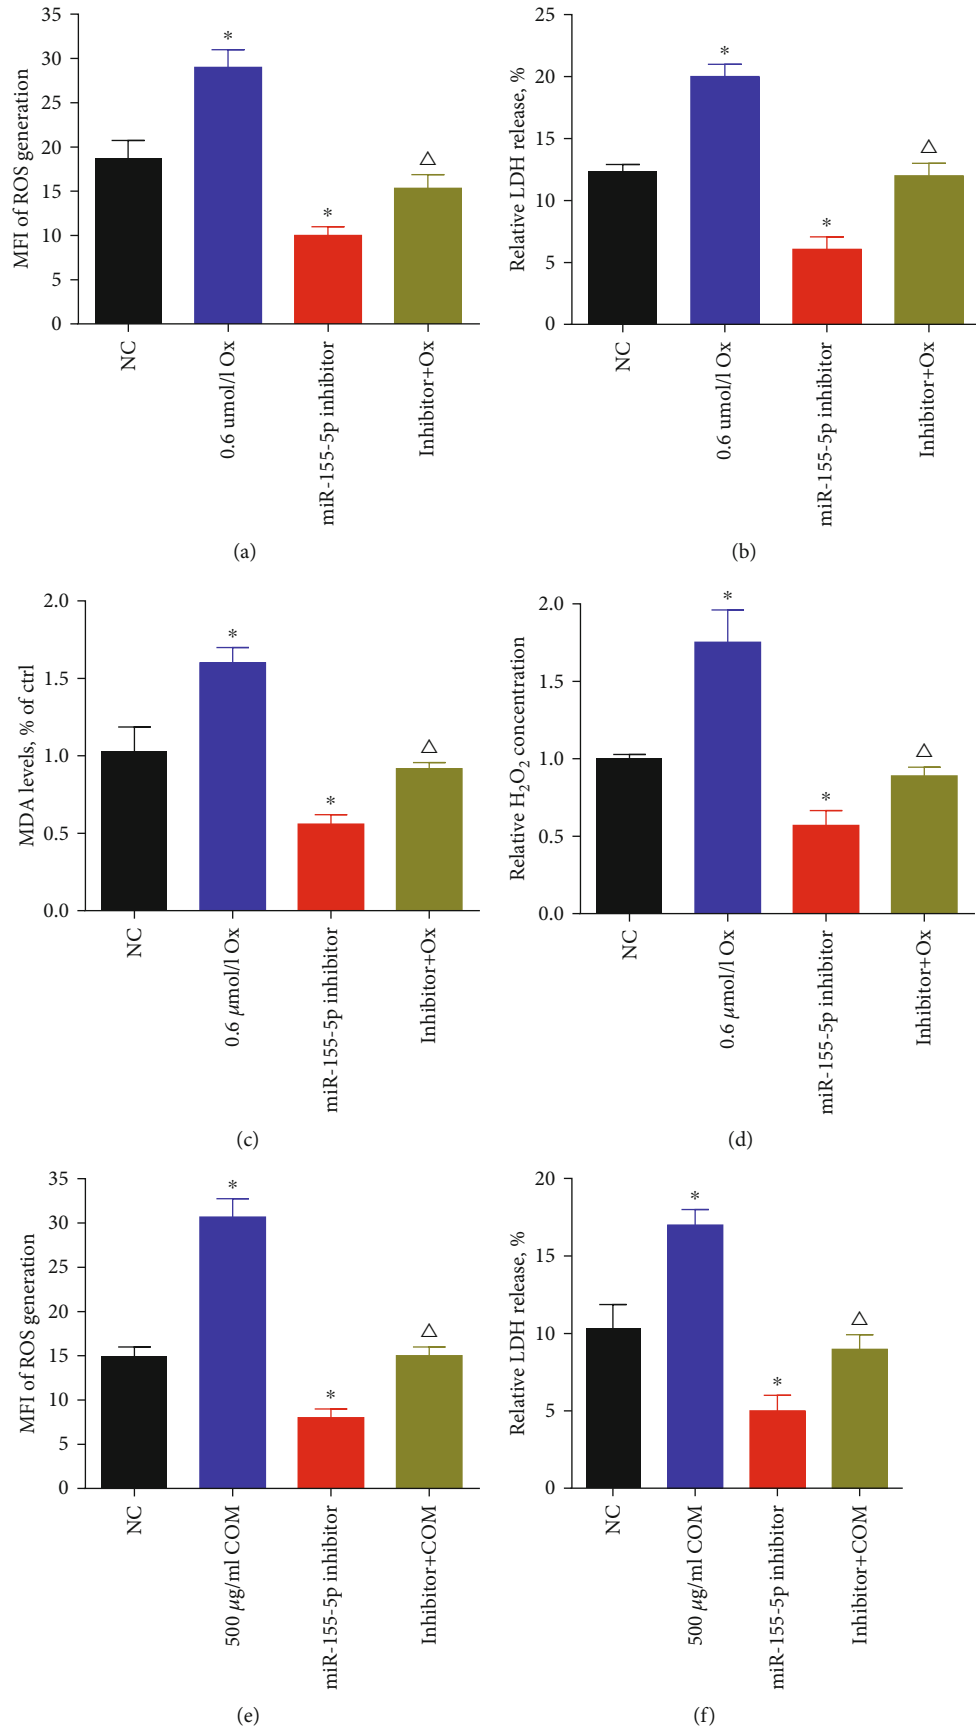 MFI of ROS generation
35
30
25
20
15
10
5
0
*
*
△
NC
0.6 umol/l Ox
miR-155-5p inhibitor
Inhibitor+Ox
(a)
Relative LDH release, %
25
20
15
10
5
0
*
*
△
NC
0.6 umol/l Ox
miR-155-5p inhibitor
Inhibitor+Ox
(b)
MDA levels, % of ctrl
2.0
1.5
1.0
0.5
0.0
*
*
△
NC
0.6 μmol/l Ox
miR-155-5p inhibitor
Inhibitor+Ox
(c)
Relative H₂O₂ concentration
2.0
1.5
1.0
0.5
0.0
*
*
△
NC
0.6 μmol/l Ox
miR-155-5p inhibitor
Inhibitor+Ox
(d)
MFI of ROS generation
35
30
25
20
15
10
5
0
*
*
△
NC
500 μg/ml COM
miR-155-5p inhibitor
Inhibitor+COM
(e)
Relative LDH release, %
20
15
10
5
0
*
*
△
NC
500 μg/ml COM
miR-155-5p inhibitor
Inhibitor+COM
(f)